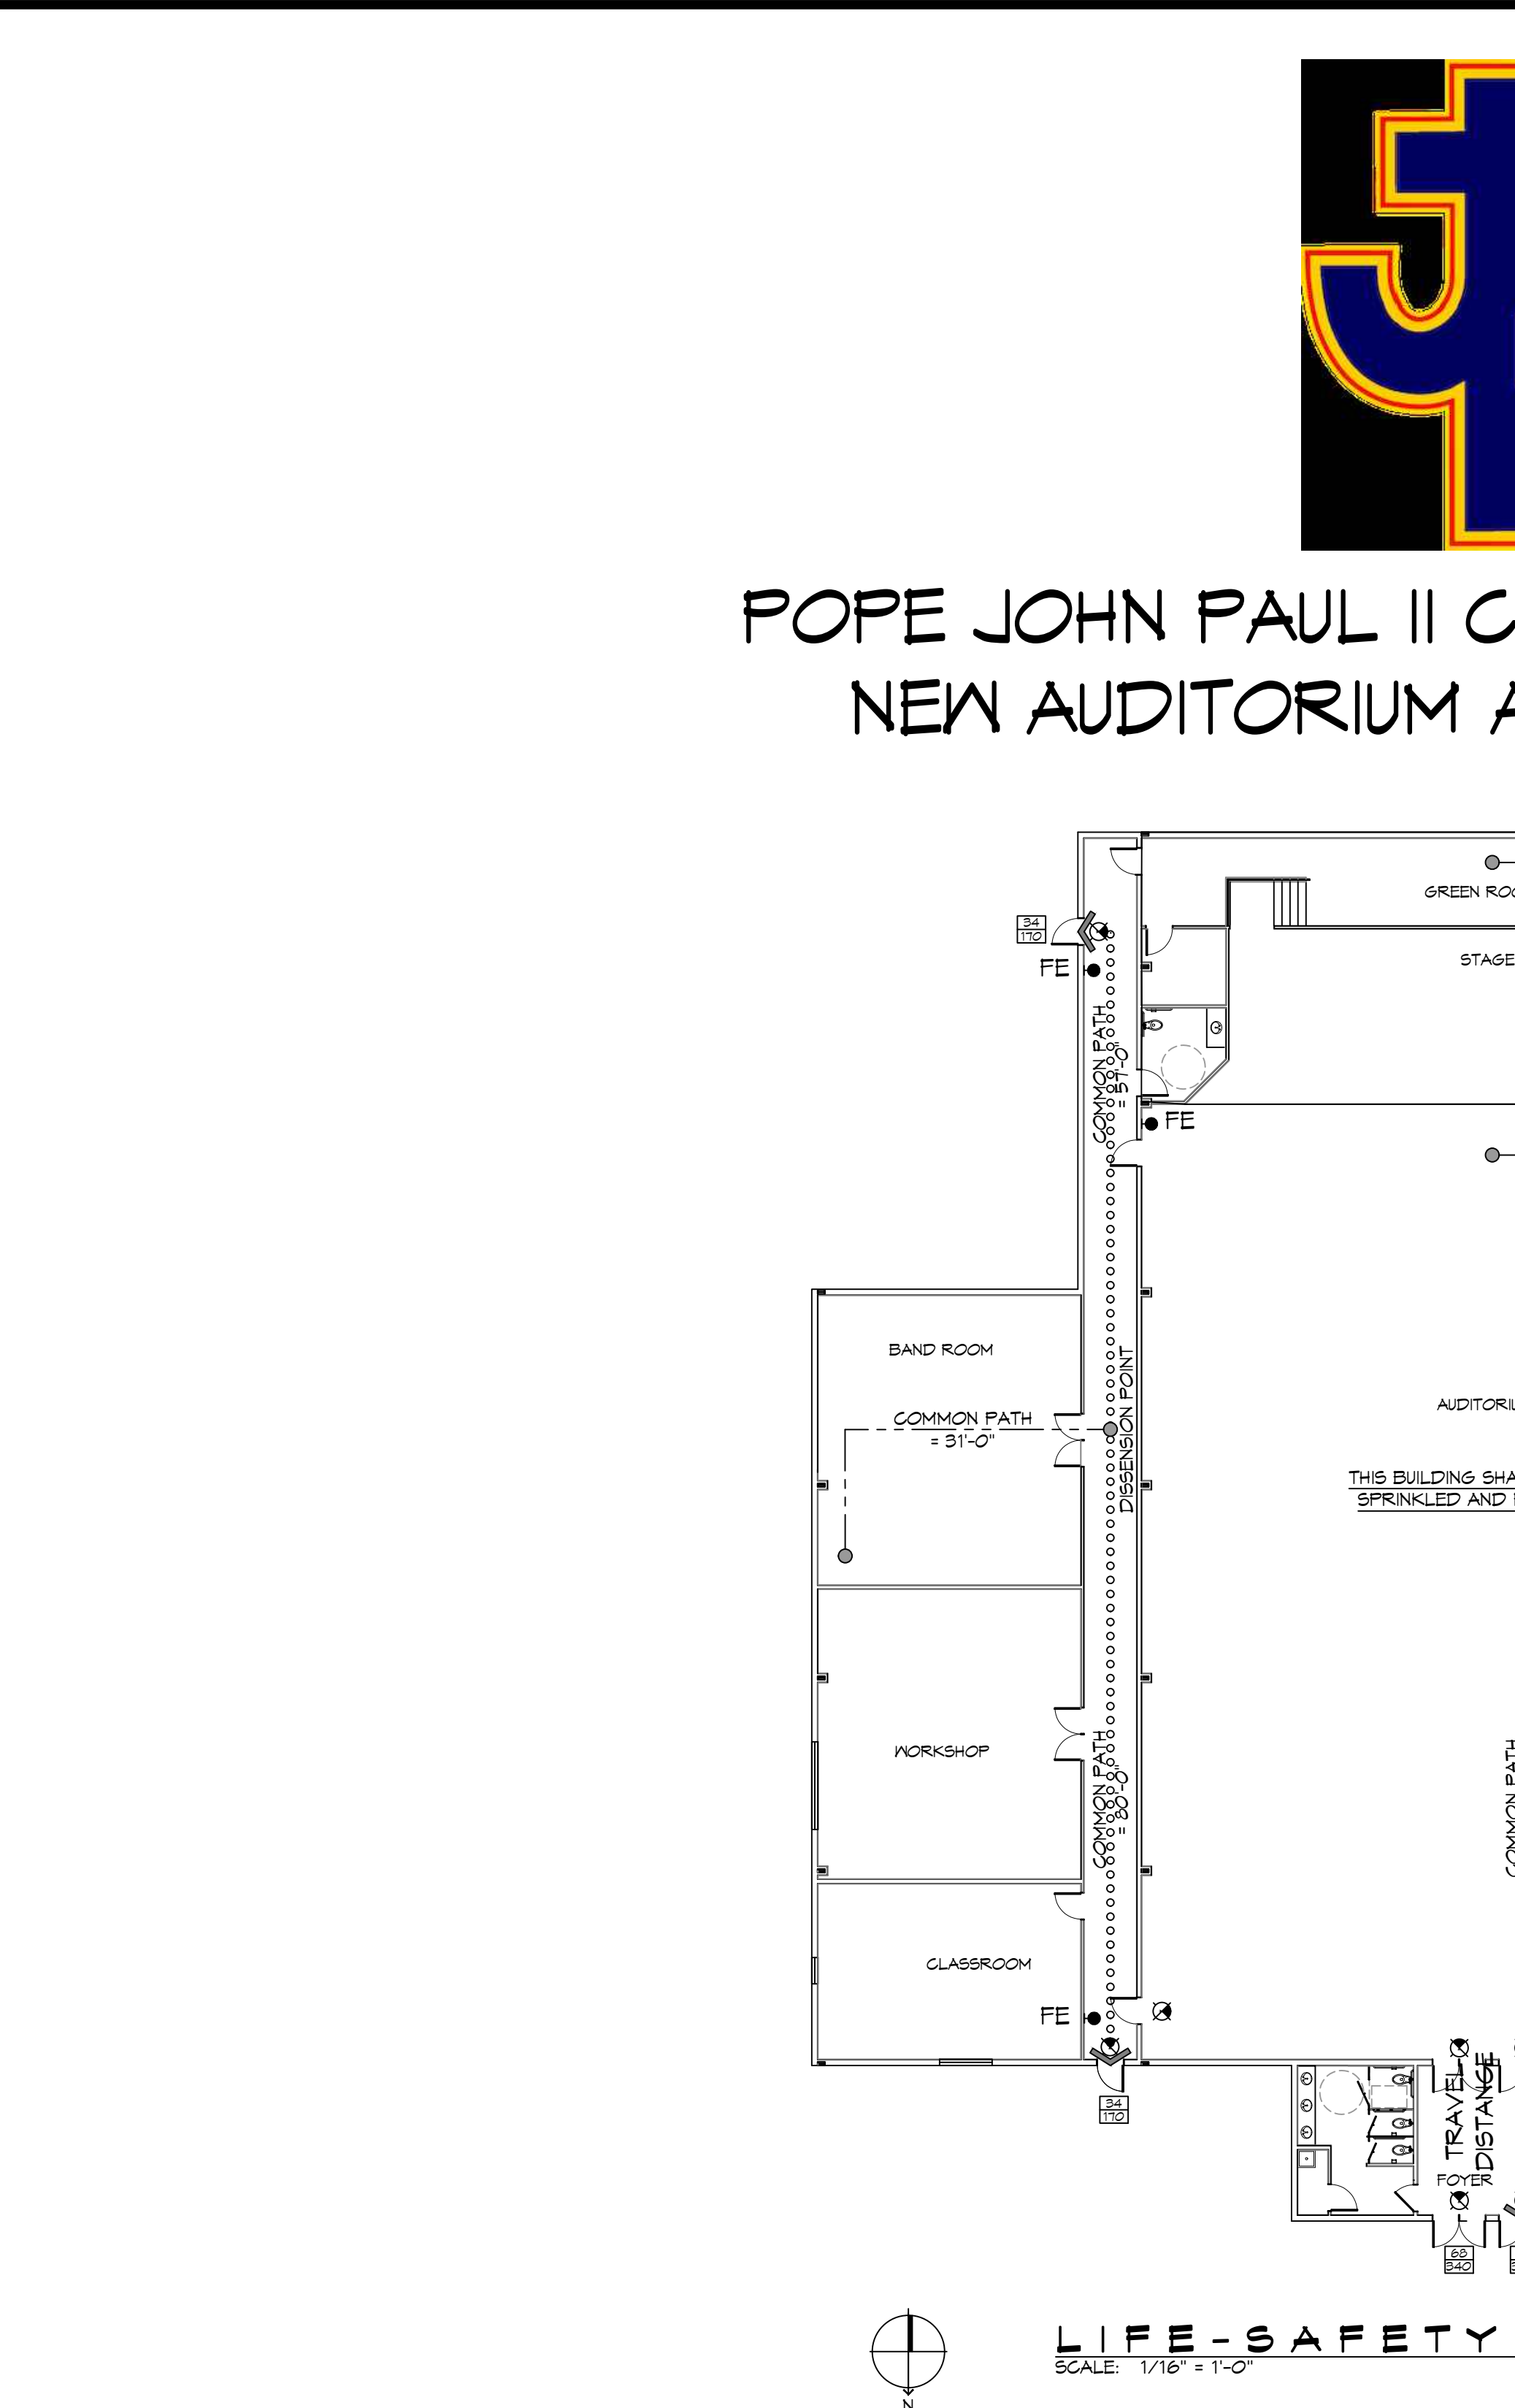 POPE JOHN PAUL II C
NEW AUDITORIUM A
GREEN ROO
34
170
FE
STAGE
COMMON PATH
= 57'-0"
FE
BAND ROOM
DISSENSION POINT
COMMON PATH
= 31'-0"
AUDITORIU
THIS BUILDING SHA
SPRINKLED AND
WORKSHOP
COMMON PATH
= 80'-0"
COMMON PATH
CLASSROOM
FE
34
170
TRAVEL
DISTANCE
FOYER
68
340
LIFE-SAFETY
SCALE: 1/16" = 1'-0"
N